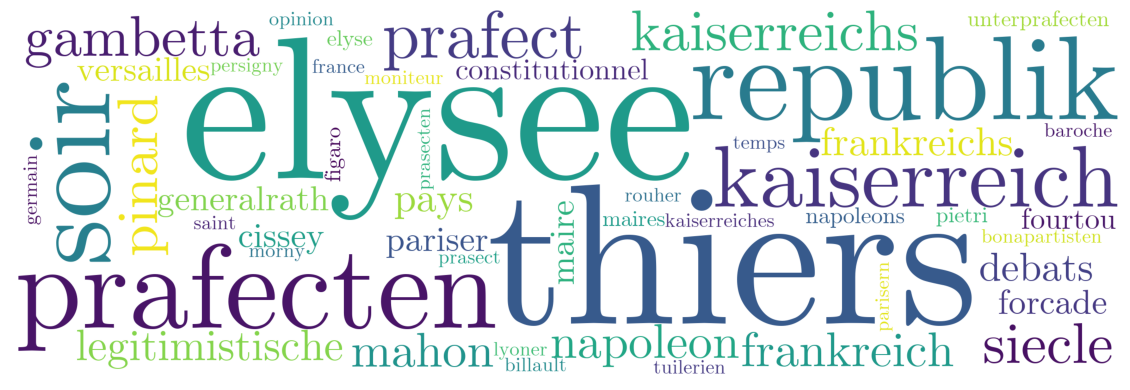 opinion
unterprafecten
gambetta
elyse
prafect
kaiserreichs
versailles
persigny
france
moniteur
constitutionnel
republik
soir
pinard
elysee
figaro
prasecten
temps
frankreichs
baroche
germain
generalrath
pays
rouher
kaiserreich
saint
cissey
morny
pariser
prasect
maire
maires
kaiserreiches
napoleons
pietri
fourtou
bonapartisten
prafecten
thiers
parisern
debats
forcade
legitimistische
mahon
lyoner
billault
napoleon
tuilerien
frankreich
siecle